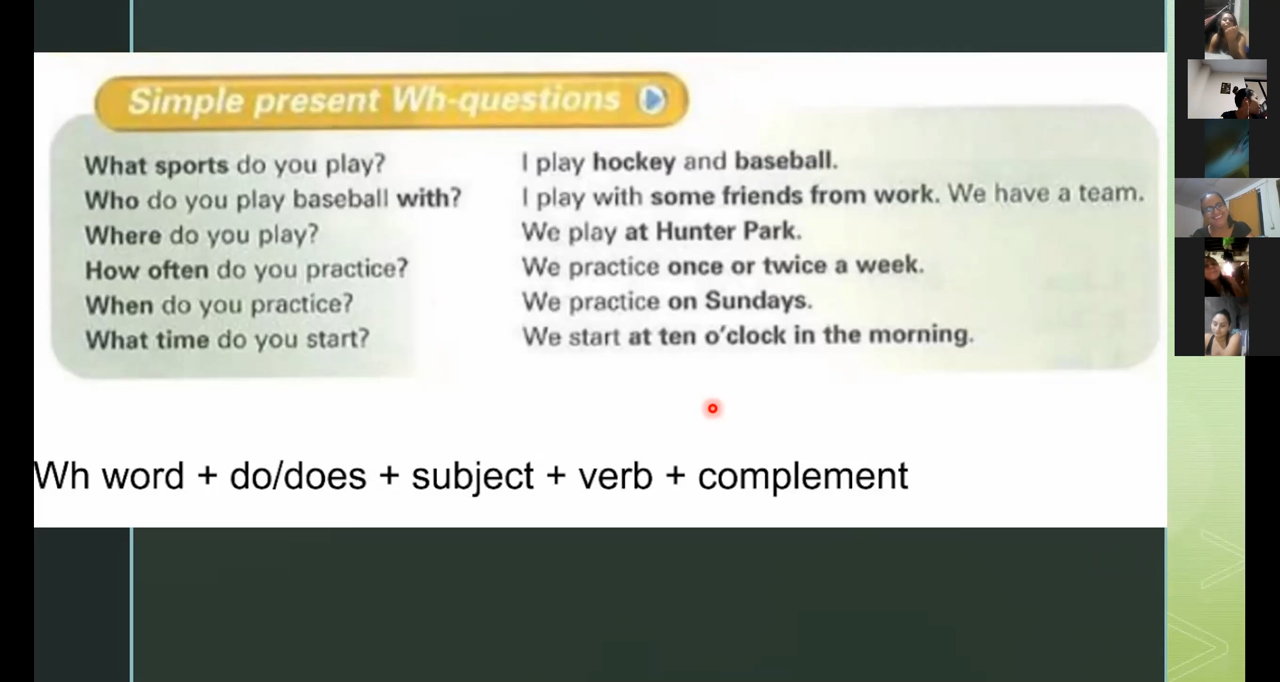 Simple present Wh-questions
What sports do you play? I play hockey and baseball.
Who do you play baseball with? I play with some friends from work. We have a team.
Where do you play? We play at Hunter Park.
How often do you practice? We practice once or twice a week.
When do you practice? We practice on Sundays.
What time do you start? We start at ten o'clock in the morning.
Wh word + do/does + subject + verb + complement